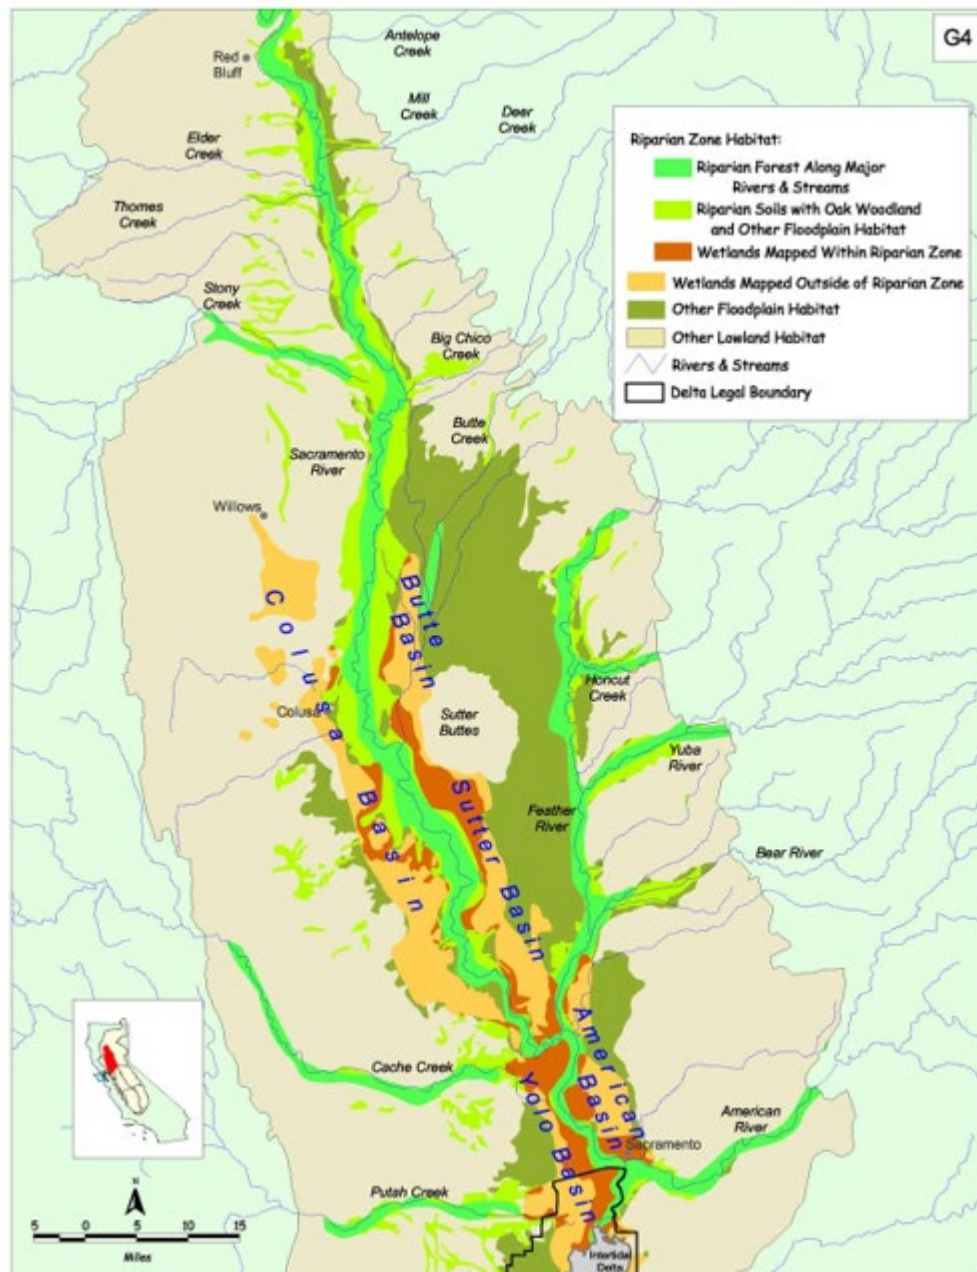 G4
Antelope
Creek
Red
Bluff
Mill
Creek
Deer
Creek
Elder
Creek
Thomes
Creek
Riparian Zone Habitat:
Riparian Forest Along Major
Rivers & Streams
Riparian Soils with Oak Woodland
and Other Floodplain Habitat
Wetlands Mapped Within Riparian Zone
Wetlands Mapped Outside of Riparian Zone
Other Floodplain Habitat
Other Lowland Habitat
Rivers & Streams
Delta Legal Boundary
Stony
Creek
Big Chico
Creek
Butte
Creek
Sacramento
River
Willows
Butte
Basin
Colusa Basin
Colusa
Honcut
Creek
Sutter
Buttes
Yuba
River
Sutter Basin
Feather
River
Bear River
American
Basin
Cache Creek
Yolo Basin
American
River
Sacramento
Putah Creek
N
5 0 5 10 15
Miles
Intertidal
Delta